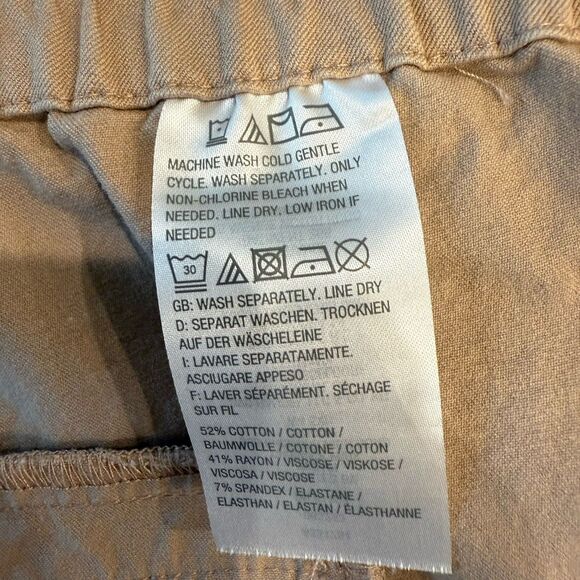 MACHINE WASH COLD GENTLE
CYCLE. WASH SEPARATELY. ONLY
NON-CHLORINE BLEACH WHEN
NEEDED. LINE DRY. LOW IRON IF
NEEDED
30
GB: WASH SEPARATELY. LINE DRY
D: SEPARAT WASCHEN. TROCKNEN
AUF DER WÄSCHELEINE
I: LAVARE SEPARATAMENTE.
ASCIUGARE APPESO
F: LAVER SÉPARÉMENT. SÉCHAGE
SUR FIL
52% COTTON / COTTON /
BAUMWOLLE / COTONE / COTON
41% RAYON / VISCOSE / VISKOSE /
VISCOSA / VISCOSE
7% SPANDEX / ELASTANE /
ELASTHAN / ELASTAN / ÉLASTHANNE